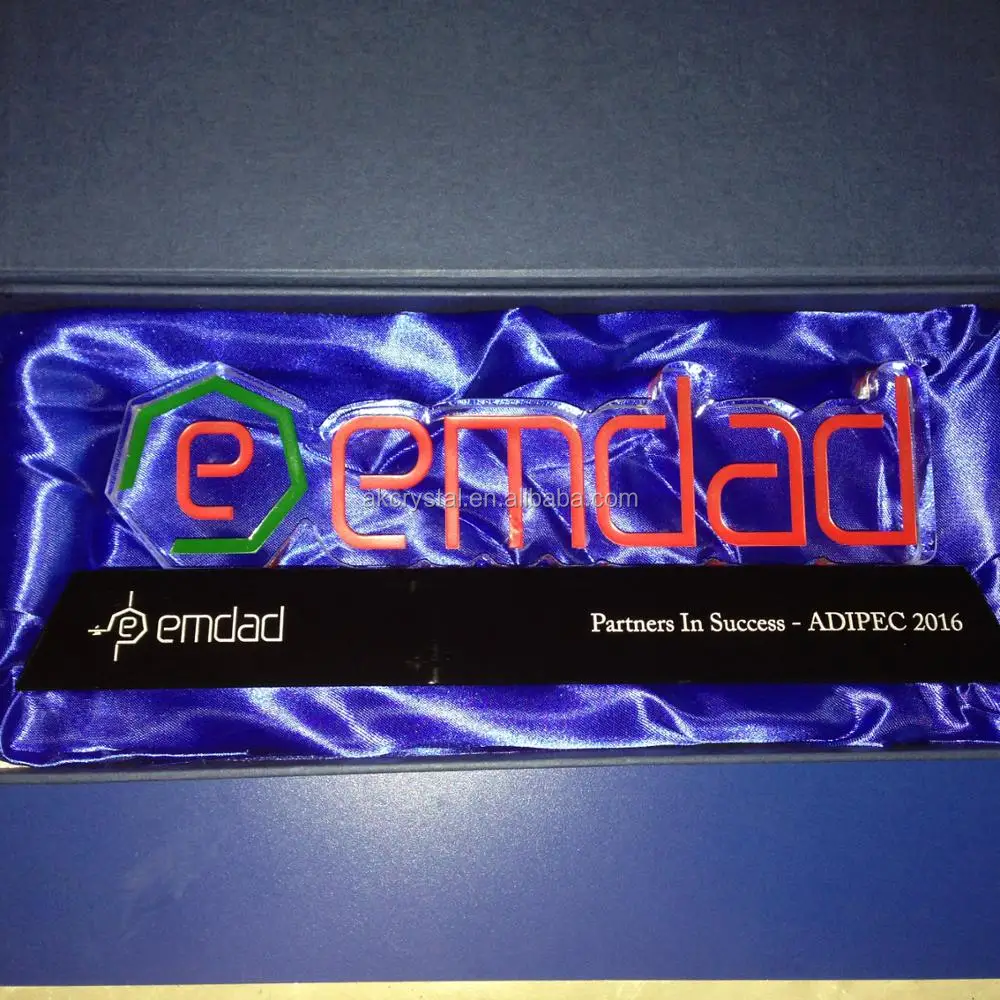 e emdad
akcrystal.en.alibaba.com
e emdad
Partners In Success - ADIPEC 2016